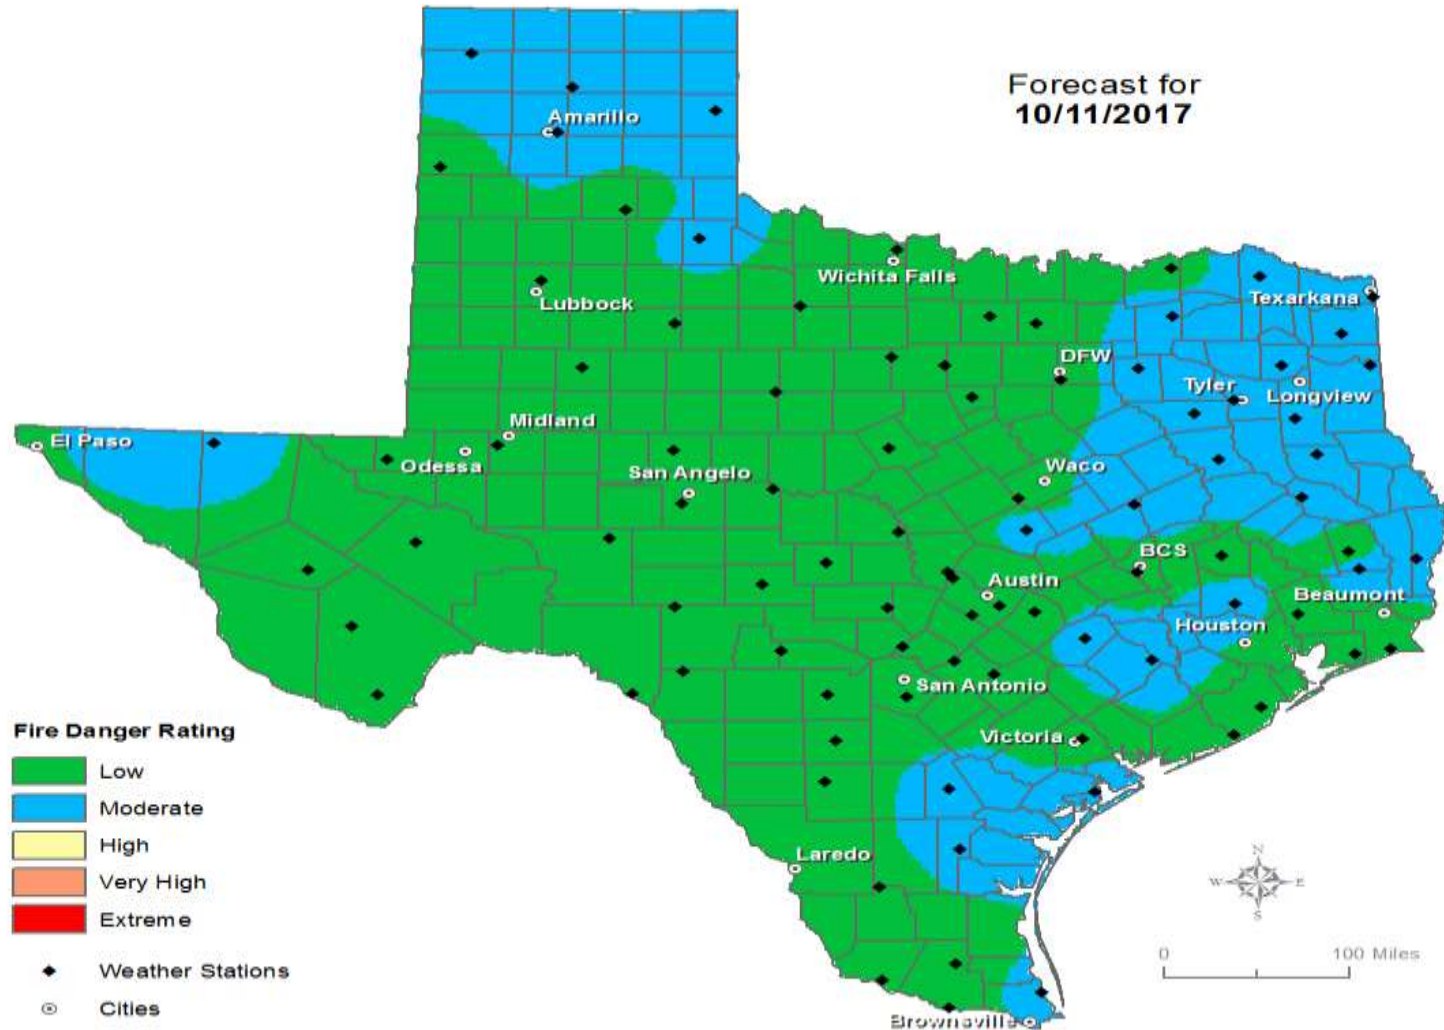 Forecast for
10/11/2017
Amarillo
Wichita Falls
Lubbock
Texarkana
DFW
Tyler
Longview
El Paso
Midland
Odessa
San Angelo
Waco
BCS
Austin
Beaumont
Houston
San Antonio
Victoria
Laredo
Brownsville
Fire Danger Rating
Low
Moderate
High
Very High
Extreme
Weather Stations
Cities
N
W E
S
0 100 Miles